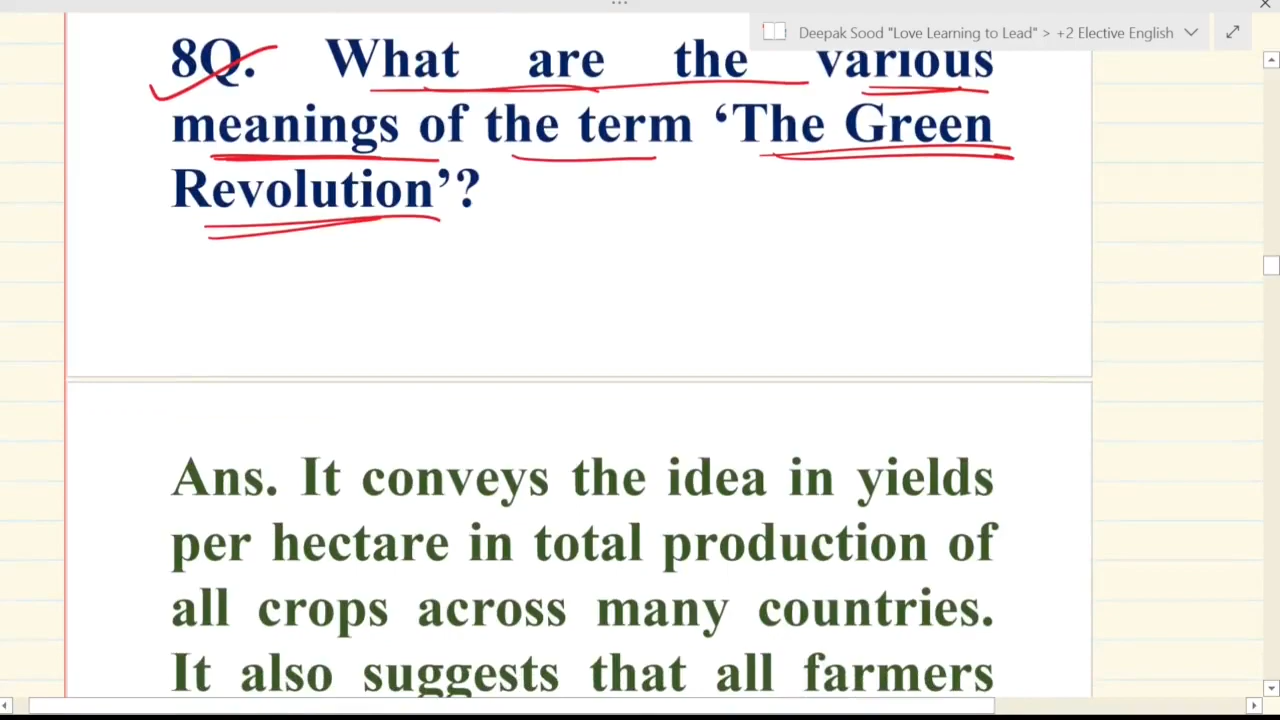 Deepak Sood "Love Learning to Lead" > +2 Elective English
8Q. What are the various
meanings of the term ‘The Green
Revolution’?
Ans. It conveys the idea in yields
per hectare in total production of
all crops across many countries.
It also suggests that all farmers